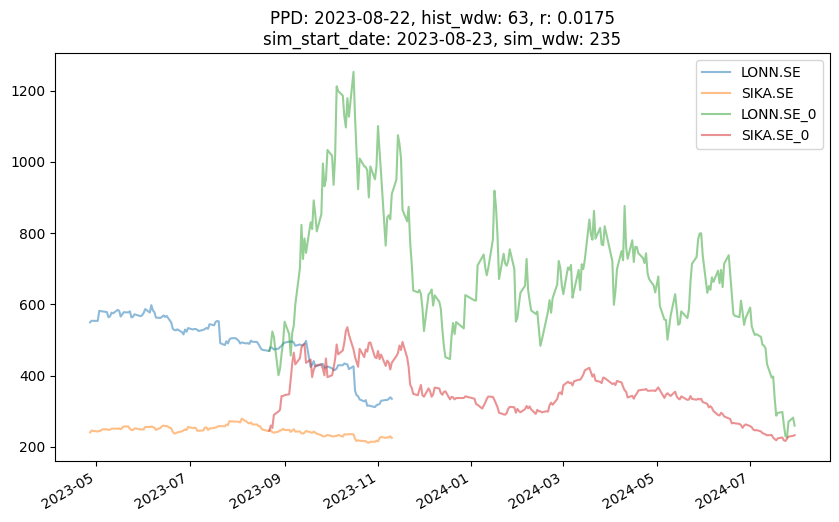 PPD: 2023-08-22, hist_wdw: 63, r: 0.0175
sim_start_date: 2023-08-23, sim_wdw: 235
LONN.SE
SIKA.SE
LONN.SE_0
SIKA.SE_0
1200
1000
800
600
400
200
2023-05
2023-07
2023-09
2023-11
2024-01
2024-03
2024-05
2024-07